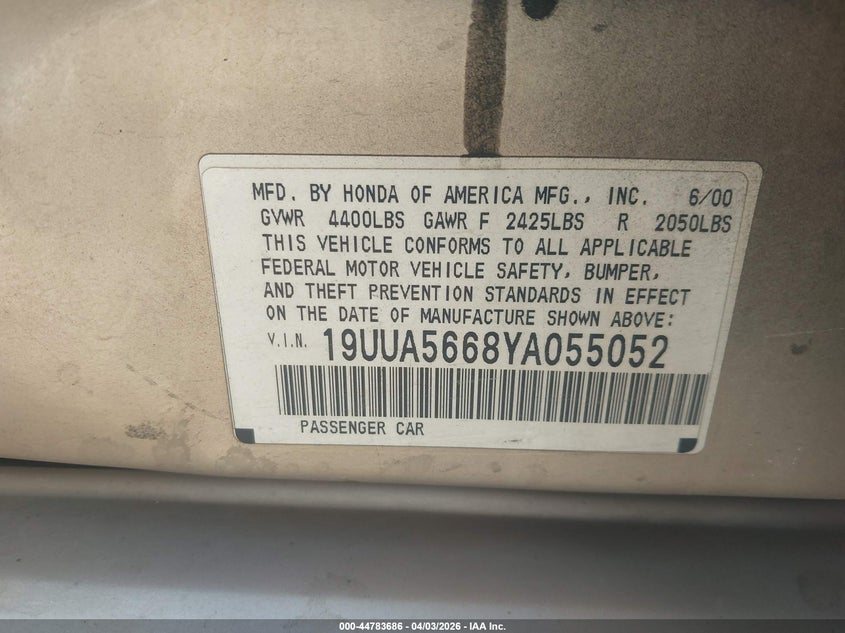 MFD. BY HONDA OF AMERICA MFG., INC. 6/00
GVWR 4400LBS GAWR F 2425LBS R 2050LBS
THIS VEHICLE CONFORMS TO ALL APPLICABLE
FEDERAL MOTOR VEHICLE SAFETY, BUMPER,
AND THEFT PREVENTION STANDARDS IN EFFECT
ON THE DATE OF MANUFACTURE SHOWN ABOVE:
V.I.N. 19UUA5668YA055052
PASSENGER CAR
000-44783686 - 04/03/2026 - IAA Inc.